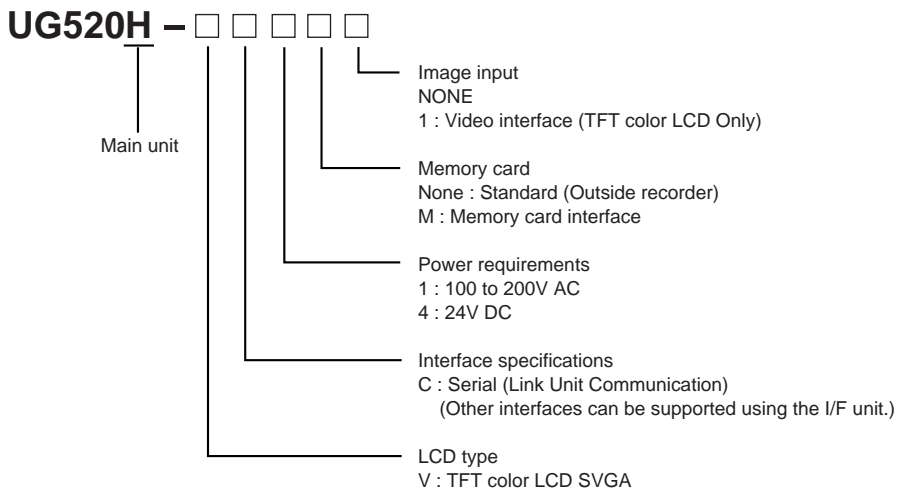 UG520H – □ □ □ □ □
Image input
NONE
1 : Video interface (TFT color LCD Only)
Main unit
Memory card
None : Standard (Outside recorder)
M : Memory card interface
Power requirements
1 : 100 to 200V AC
4 : 24V DC
Interface specifications
C : Serial (Link Unit Communication)
(Other interfaces can be supported using the I/F unit.)
LCD type
V : TFT color LCD SVGA